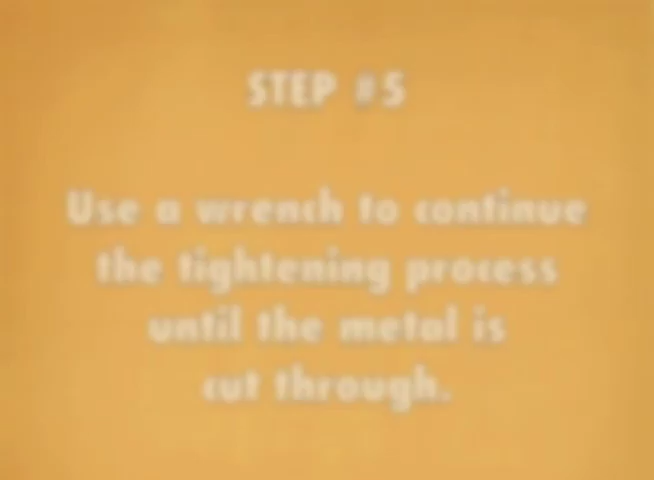 STEP #5
Use a wrench to continue
the tightening process
until the metal is
cut through.